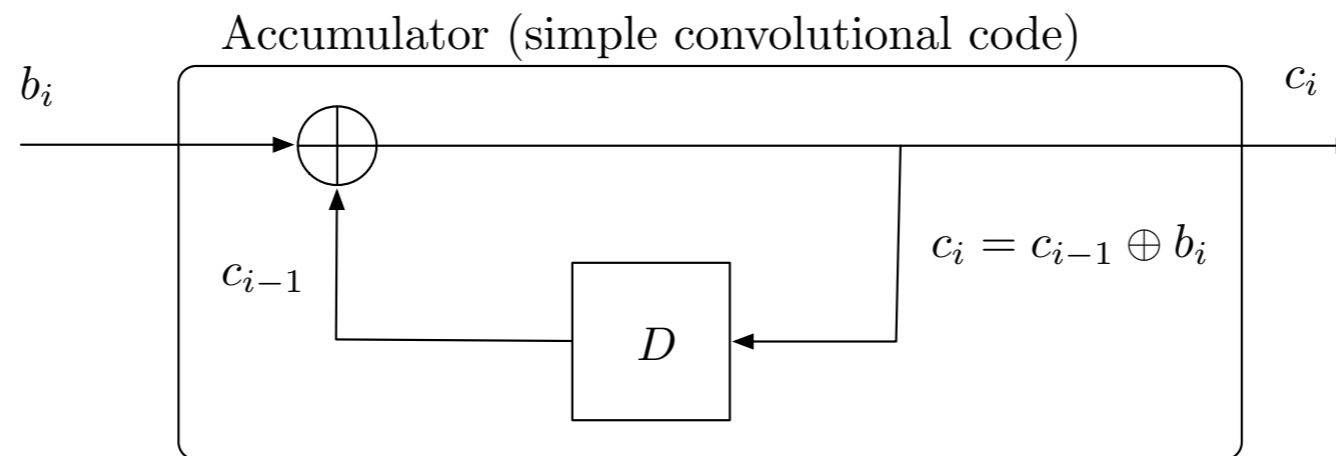 Accumulator (simple convolutional code)
b_i
c_i
c_i = c_{i−1} ⊕ b_i
c_{i−1}
D